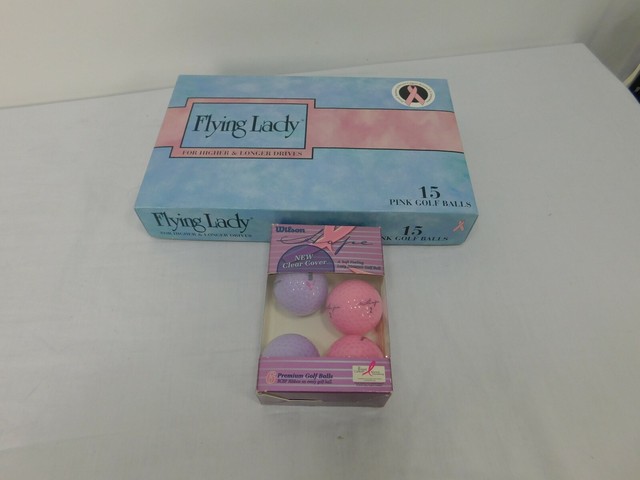 Flying Lady
FOR HIGHER & LONGER DRIVES
15
PINK GOLF BALLS
Flying Lady
FOR HIGHER & LONGER DRIVES
15
PINK GOLF BALLS
Wilson
Hope
NEW
Clear Cover
Premium Golf Balls